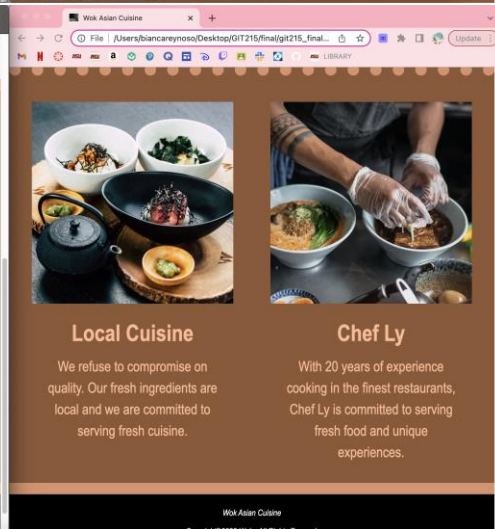 Wok Asian Cuisine
File
/Users/biancareynoso/Desktop/GIT215/final/git215_final...
Update
LIBRARY
Local Cuisine
We refuse to compromise on
quality. Our fresh ingredients are
local and we are committed to
serving fresh cuisine.
Chef Ly
With 20 years of experience
cooking in the finest restaurants,
Chef Ly is committed to serving
fresh food and unique
experiences.
Wok Asian Cuisine